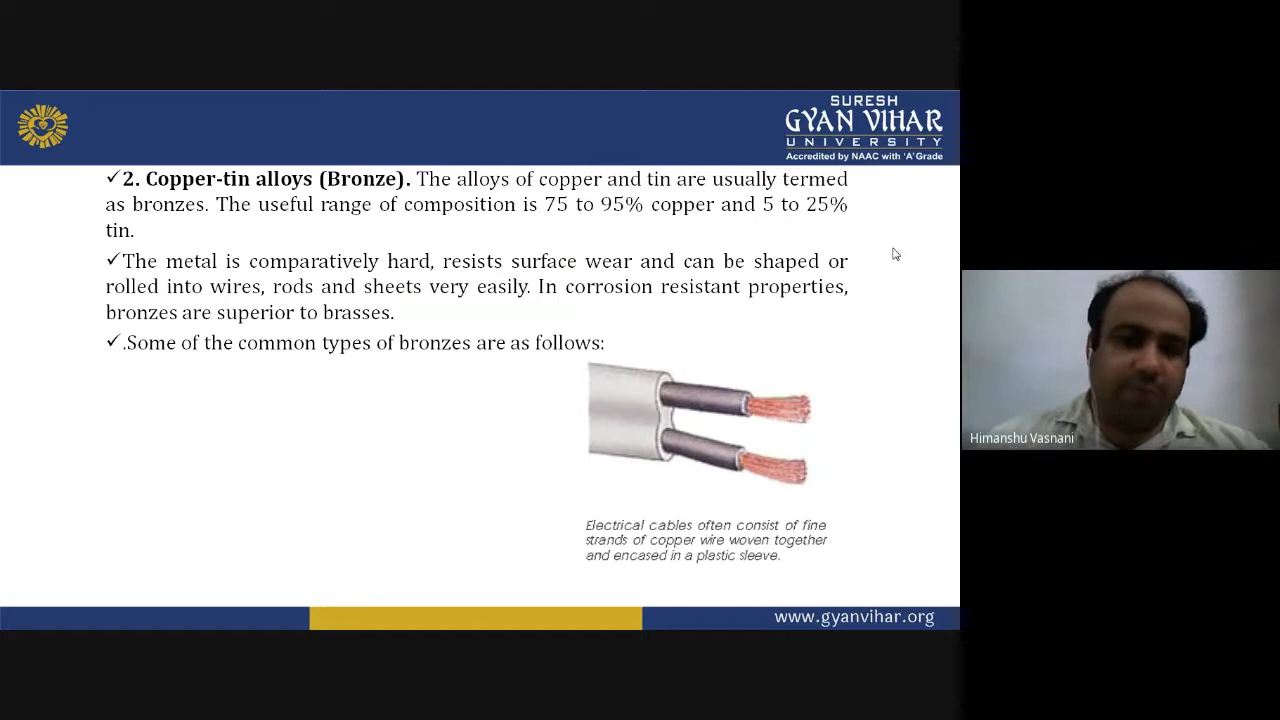 SURESH
GYAN VIHAR
UNIVERSITY
Accredited by NAAC with 'A' Grade
✓2. Copper-tin alloys (Bronze). The alloys of copper and tin are usually termed
as bronzes. The useful range of composition is 75 to 95% copper and 5 to 25%
tin.
✓The metal is comparatively hard, resists surface wear and can be shaped or
rolled into wires, rods and sheets very easily. In corrosion resistant properties,
bronzes are superior to brasses.
✓.Some of the common types of bronzes are as follows:
Electrical cables often consist of fine
strands of copper wire woven together
and encased in a plastic sleeve.
www.gyanvihar.org
Himanshu Vasnani